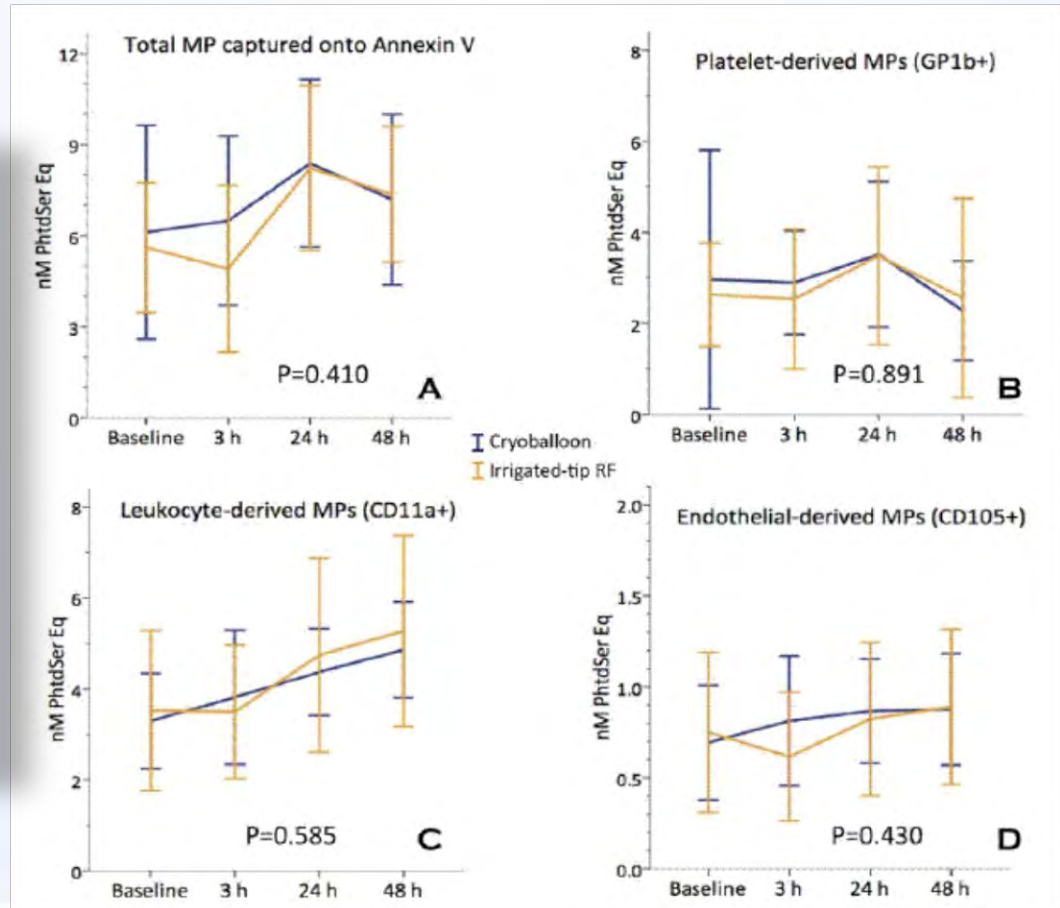 Total MP captured onto Annexin V
12
9
6
3
0
nM PhtdSer Eq
P=0.410
A
Baseline 3 h 24 h 48 h
Platelet-derived MPs (GP1b+)
8
6
4
2
0
nM PhtdSer Eq
P=0.891
B
Baseline 3 h 24 h 48 h
Cryoballoon
Irrigated-tip RF
Leukocyte-derived MPs (CD11a+)
8
6
4
2
0
nM PhtdSer Eq
P=0.585
C
Baseline 3 h 24 h 48 h
Endothelial-derived MPs (CD105+)
2.0
1.5
1.0
0.5
0.0
nM PhtdSer Eq
P=0.430
D
Baseline 3 h 24 h 48 h